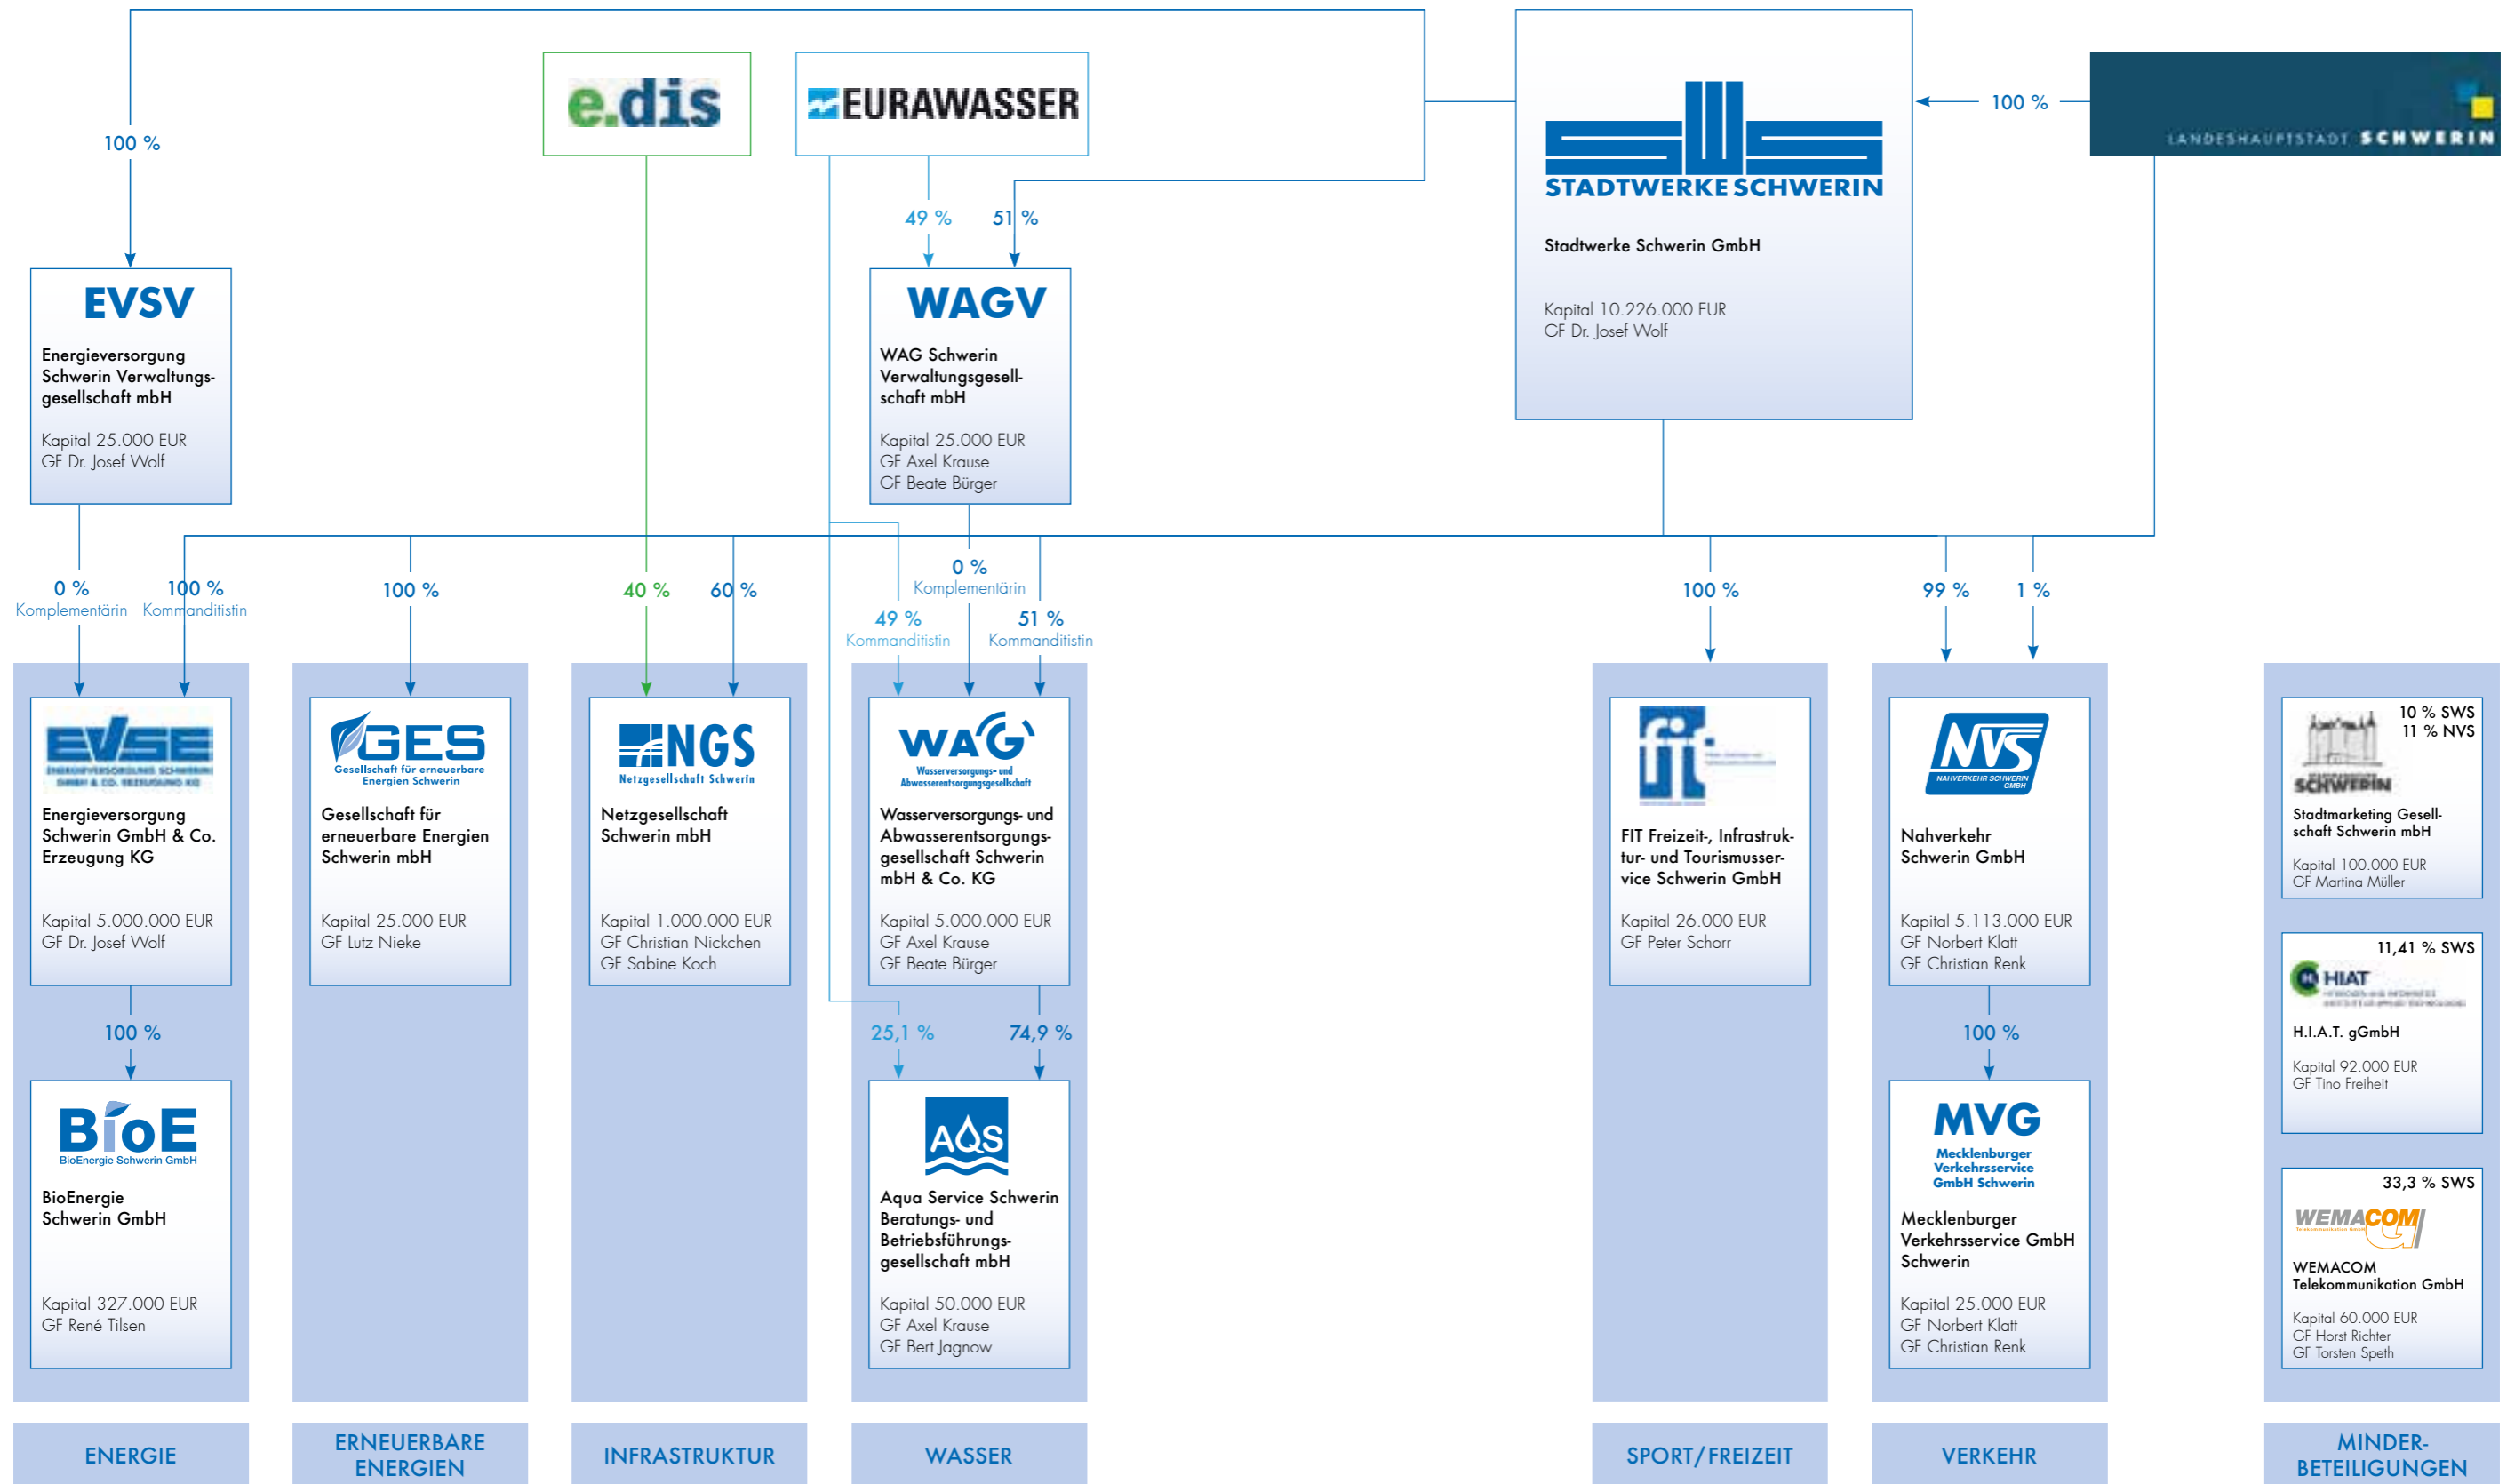 e.dis
EURAWASSER
100 %
SWS
STADTWERKE SCHWERIN
100 %
LANDESHAUPTSTADT SCHWERIN
49 %
51 %
Stadtwerke Schwerin GmbH
Kapital 10.226.000 EUR
GF Dr. Josef Wolf
EVSV
Energieversorgung
Schwerin Verwaltungs-
gesellschaft mbH
Kapital 25.000 EUR
GF Dr. Josef Wolf
WAGV
WAG Schwerin
Verwaltungsgesell-
schaft mbH
Kapital 25.000 EUR
GF Axel Krause
GF Beate Bürger
0 %
Komplementärin
100 %
Kommanditistin
100 %
40 %
60 %
49 %
Kommanditistin
0 %
Komplementärin
51 %
Kommanditistin
100 %
99 %
1 %
EVSE
ENERGIEVERSORGUNG SCHWERIN
GMBH & CO. ERZEUGUNG KG
Energieversorgung
Schwerin GmbH & Co.
Erzeugung KG
Kapital 5.000.000 EUR
GF Dr. Josef Wolf
100 %
BioE
BioEnergie Schwerin GmbH
BioEnergie
Schwerin GmbH
Kapital 327.000 EUR
GF René Tilsen
ENERGIE
GES
Gesellschaft für erneuerbare
Energien Schwerin
Gesellschaft für
erneuerbare Energien
Schwerin mbH
Kapital 25.000 EUR
GF Lutz Nieke
ERNEUERBARE
ENERGIEN
NGS
Netzgesellschaft Schwerin
Netzgesellschaft
Schwerin mbH
Kapital 1.000.000 EUR
GF Christian Nickchen
GF Sabine Koch
INFRASTRUKTUR
WAG
Wasserversorgungs- und
Abwasserentsorgungsgesellschaft
Wasserversorgungs- und
Abwasserentsorgungs-
gesellschaft Schwerin
mbH & Co. KG
Kapital 5.000.000 EUR
GF Axel Krause
GF Beate Bürger
25,1 %
74,9 %
AQS
Aqua Service Schwerin
Beratungs- und
Betriebsführungs-
gesellschaft mbH
Kapital 50.000 EUR
GF Axel Krause
GF Bert Jagnow
WASSER
fit
FIT Freizeit-, Infrastruk-
tur- und Tourismusser-
vice Schwerin GmbH
Kapital 26.000 EUR
GF Peter Schorr
SPORT/FREIZEIT
NVS
NAHVERKEHR SCHWERIN
GMBH
Nahverkehr
Schwerin GmbH
Kapital 5.113.000 EUR
GF Norbert Klatt
GF Christian Renk
100 %
MVG
Mecklenburger
Verkehrsservice
GmbH Schwerin
Mecklenburger
Verkehrsservice GmbH
Schwerin
Kapital 25.000 EUR
GF Norbert Klatt
GF Christian Renk
VERKEHR
10 % SWS
11 % NVS
SCHWERIN
Stadtmarketing Gesell-
schaft Schwerin mbH
Kapital 100.000 EUR
GF Martina Müller
11,41 % SWS
HIAT
H.I.A.T. gGmbH
Kapital 92.000 EUR
GF Tino Freiheit
33,3 % SWS
WEMACOM
Telekommunikation GmbH
WEMACOM
Telekommunikation GmbH
Kapital 60.000 EUR
GF Horst Richter
GF Torsten Speth
MINDER-
BETEILIGUNGEN